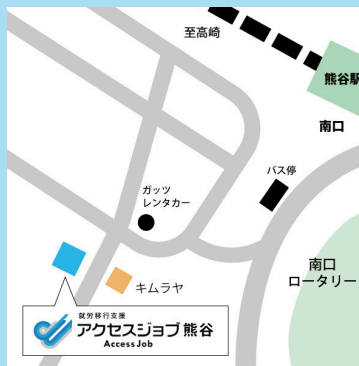 至高崎
熊谷駅
南口
バス停
ガッツ
レンタカー
南口
ロータリー
キムラヤ
就労移行支援
アクセスジョブ 熊谷
Access Job